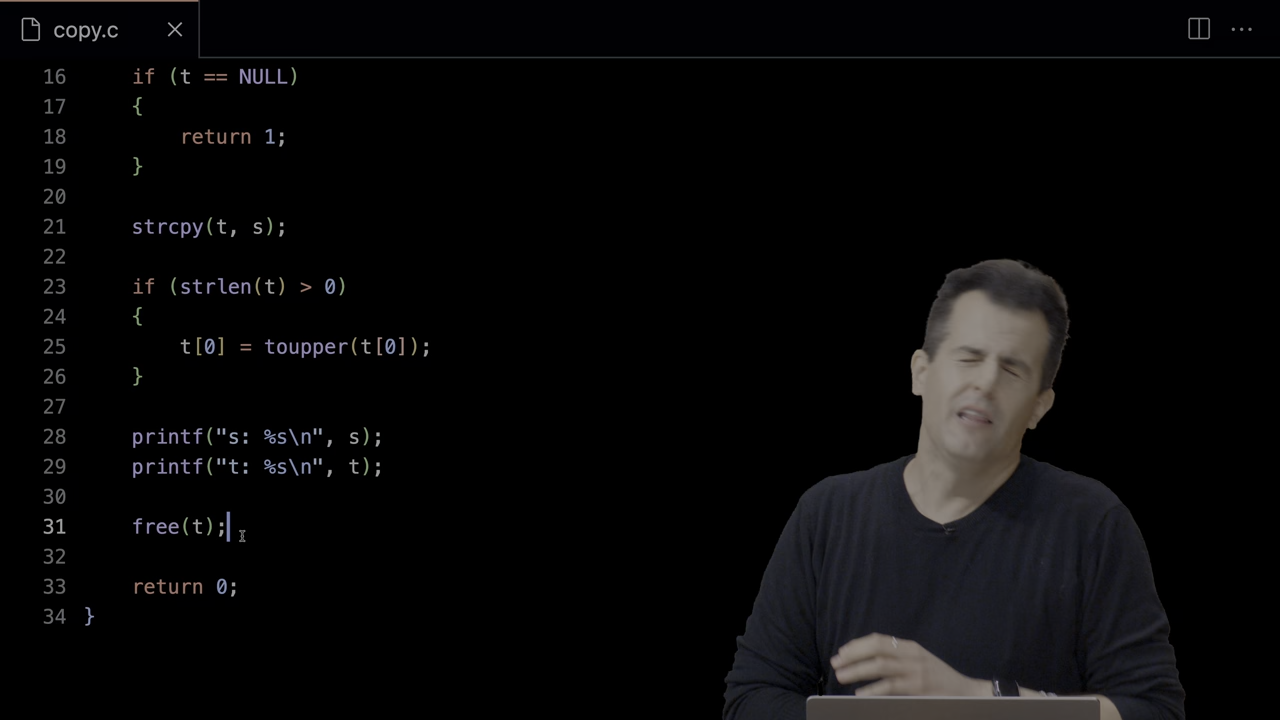 copy.c
16 if (t == NULL)
17 {
18 return 1;
19 }
20
21 strcpy(t, s);
22
23 if (strlen(t) > 0)
24 {
25 t[0] = toupper(t[0]);
26 }
27
28 printf("s: %s\n", s);
29 printf("t: %s\n", t);
30
31 free(t);
32
33 return 0;
34 }